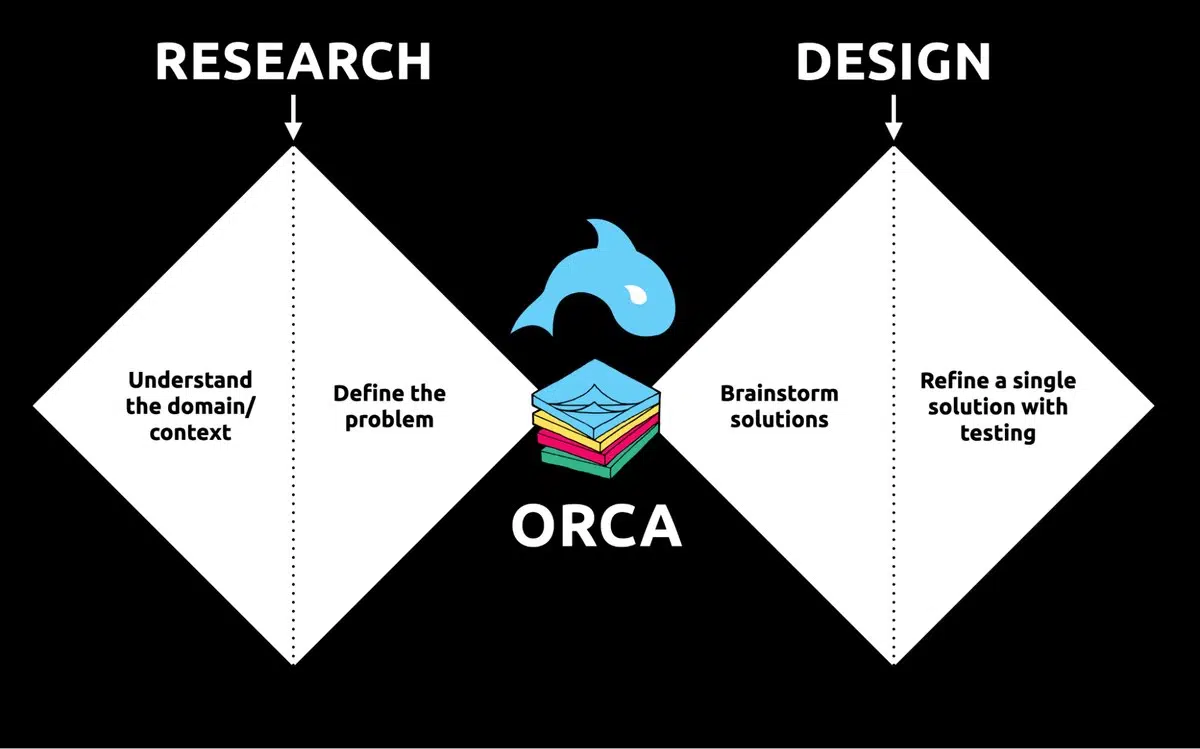 RESEARCH
DESIGN
Understand
the domain/
context
Define the
problem
ORCA
Brainstorm
solutions
Refine a single
solution with
testing